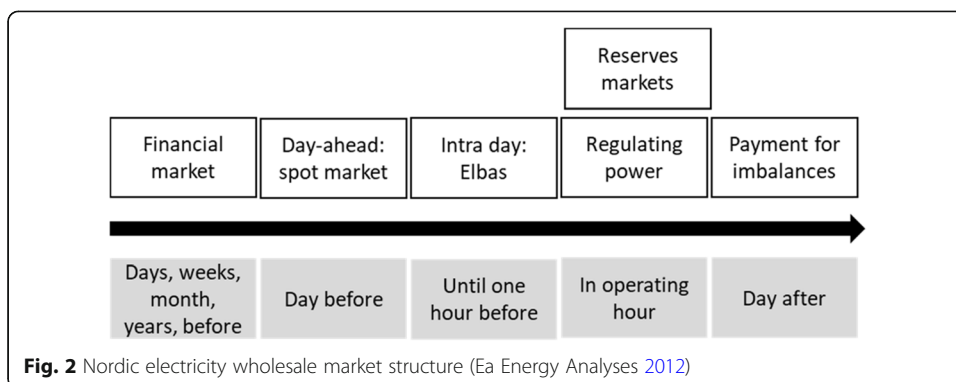 Reserves
markets
Financial
market
Day-ahead:
spot market
Intra day:
Elbas
Regulating
power
Payment for
imbalances
Days, weeks,
month,
years, before
Day before
Until one
hour before
In operating
hour
Day after
Fig. 2 Nordic electricity wholesale market structure (Ea Energy Analyses 2012)